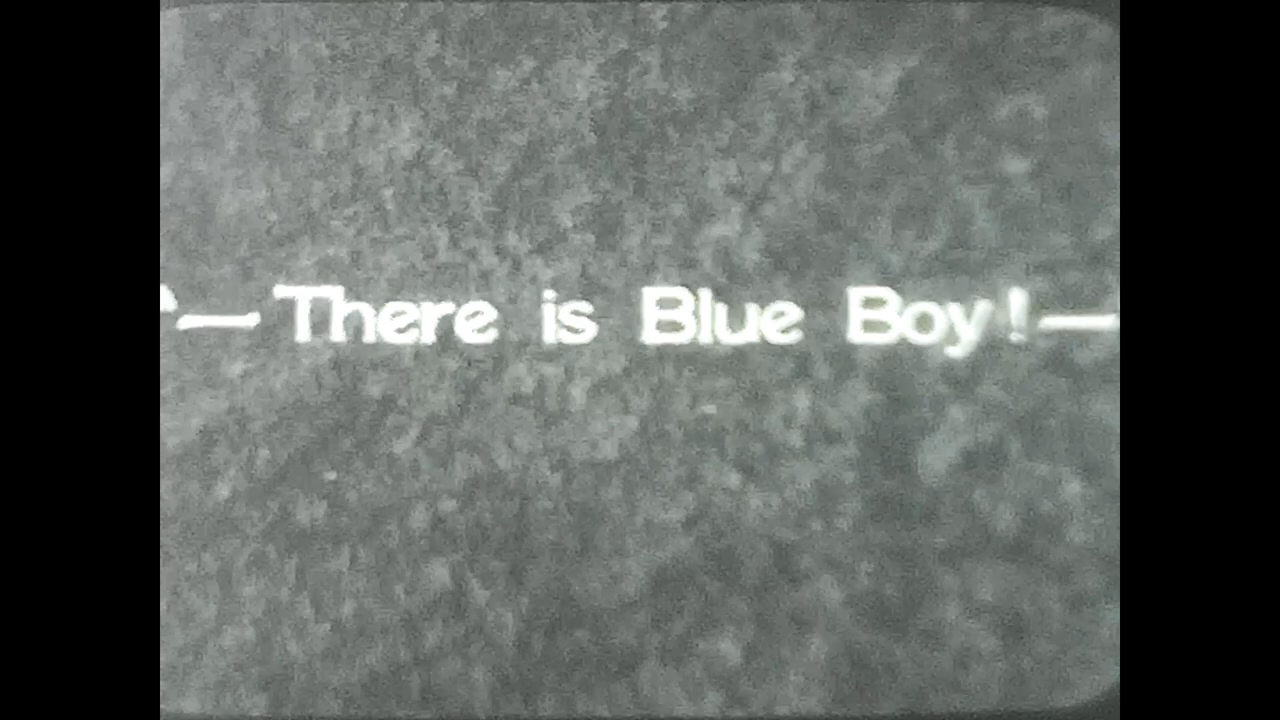 — There is Blue Boy! —